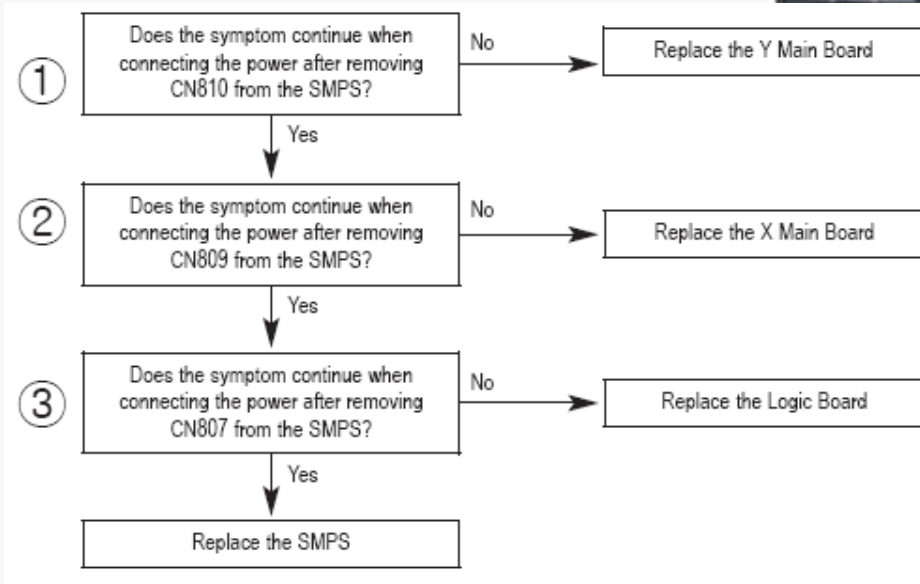 ①
Does the symptom continue when
connecting the power after removing
CN810 from the SMPS?
No
Replace the Y Main Board
Yes
②
Does the symptom continue when
connecting the power after removing
CN809 from the SMPS?
No
Replace the X Main Board
Yes
③
Does the symptom continue when
connecting the power after removing
CN807 from the SMPS?
No
Replace the Logic Board
Yes
Replace the SMPS